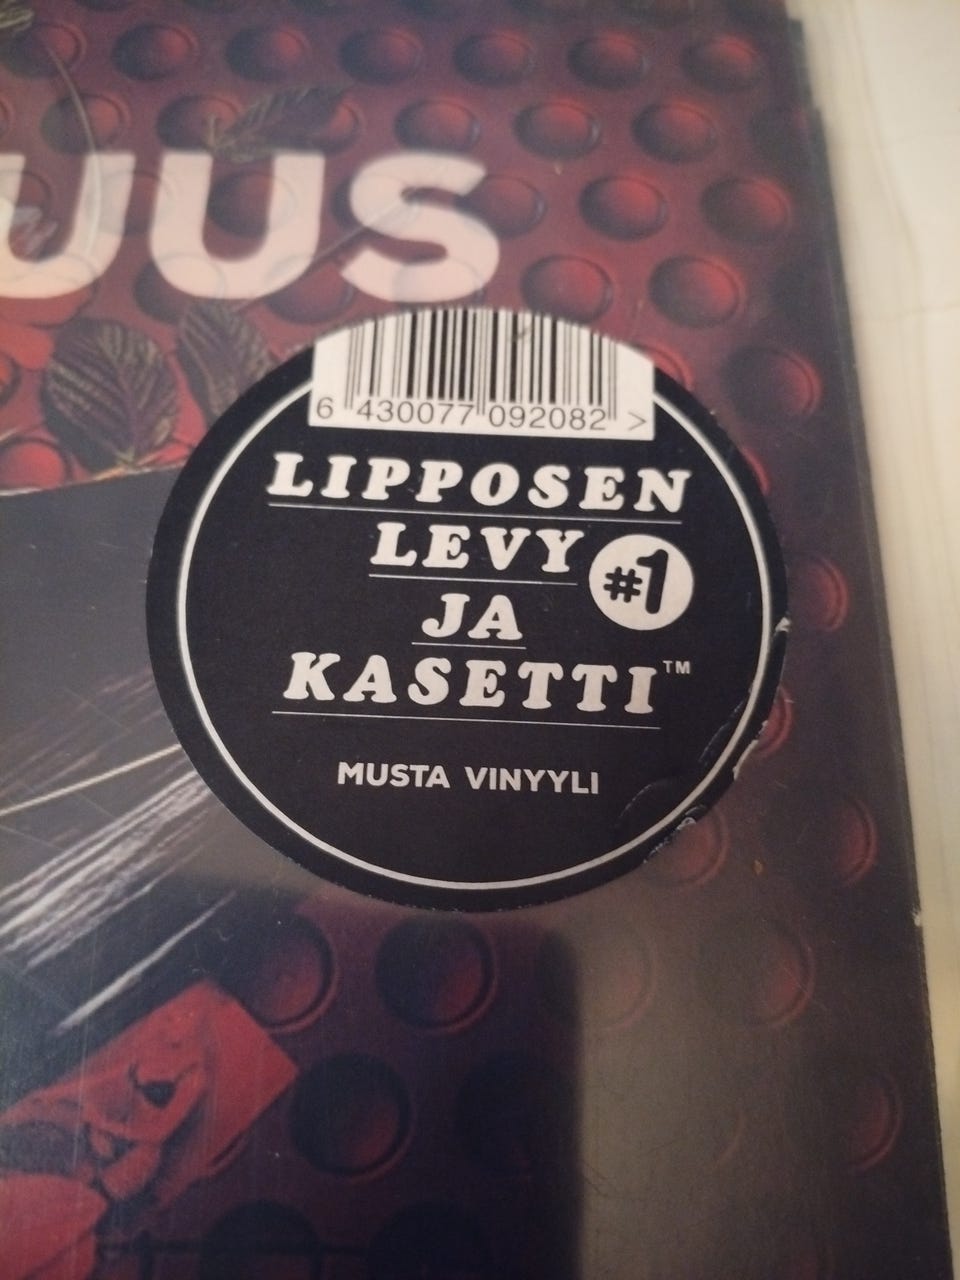 UUS
6 430077 092082 >
LIPPOSEN
LEVY #1
JA
KASETTI™
MUSTA VINYYLI